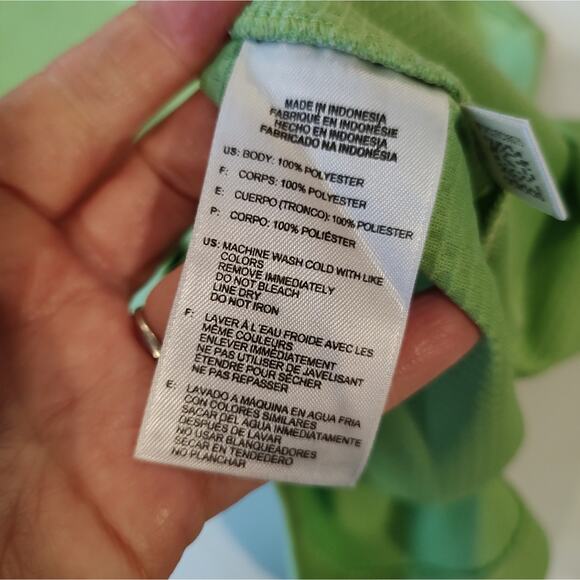 MADE IN INDONESIA
FABRIQUÉ EN INDONÉSIE
HECHO EN INDONESIA
FABRICADO NA INDONÉSIA
US: BODY: 100% POLYESTER
F: CORPS: 100% POLYESTER
E: CUERPO (TRONCO): 100% POLIESTER
P: CORPO: 100% POLIÉSTER
US: MACHINE WASH COLD WITH LIKE
COLORS
REMOVE IMMEDIATELY
DO NOT BLEACH
LINE DRY
DO NOT IRON
F: LAVER À L'EAU FROIDE AVEC LES
MÊME COULEURS
ENLEVER IMMÉDIATEMENT
NE PAS UTILISER DE JAVELISANT
ÉTENDRE POUR SÉCHER
NE PAS REPASSER
E: LAVADO A MÁQUINA EN AGUA FRIA
CON COLORES SIMILARES
SACAR DEL AGUA IMMEDIATAMENTE
DESPUÉS DE LAVAR
NO USAR BLANQUEADORES
SECAR EN TENDEDERO
NO PLANCHAR